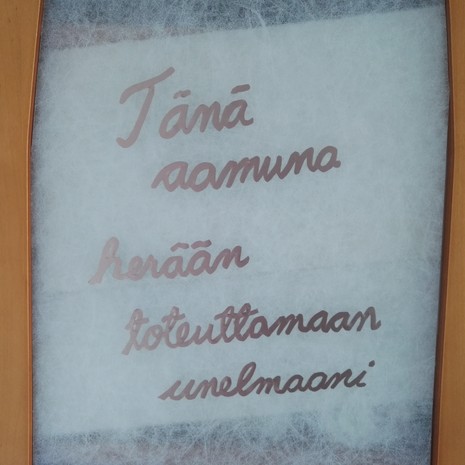 Tänä
aamuna
herään
toteuttamaan
unelmaani